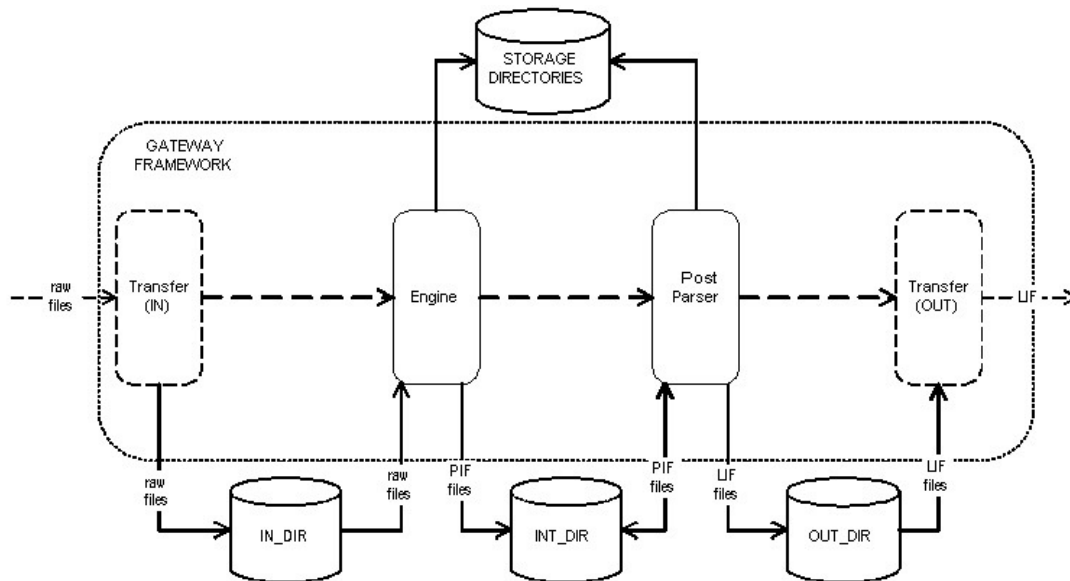 STORAGE
DIRECTORIES
GATEWAY
FRAMEWORK
raw
files
Transfer
(IN)
Engine
Post
Parser
Transfer
(OUT)
LIF
raw
files
raw
files
PIF
files
PIF
files
LIF
files
LIF
files
IN_DIR
INT_DIR
OUT_DIR